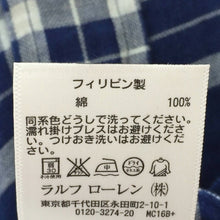 フィリピン製
綿 100%
同系色どうしで洗ってください。
濡れ掛けプレスはお避けくださ
い。つけおき洗いはお避けくだ
さい。
ラルフ ローレン (株)
東京都千代田区永田町2-10-1
0120-3274-20 MC168+